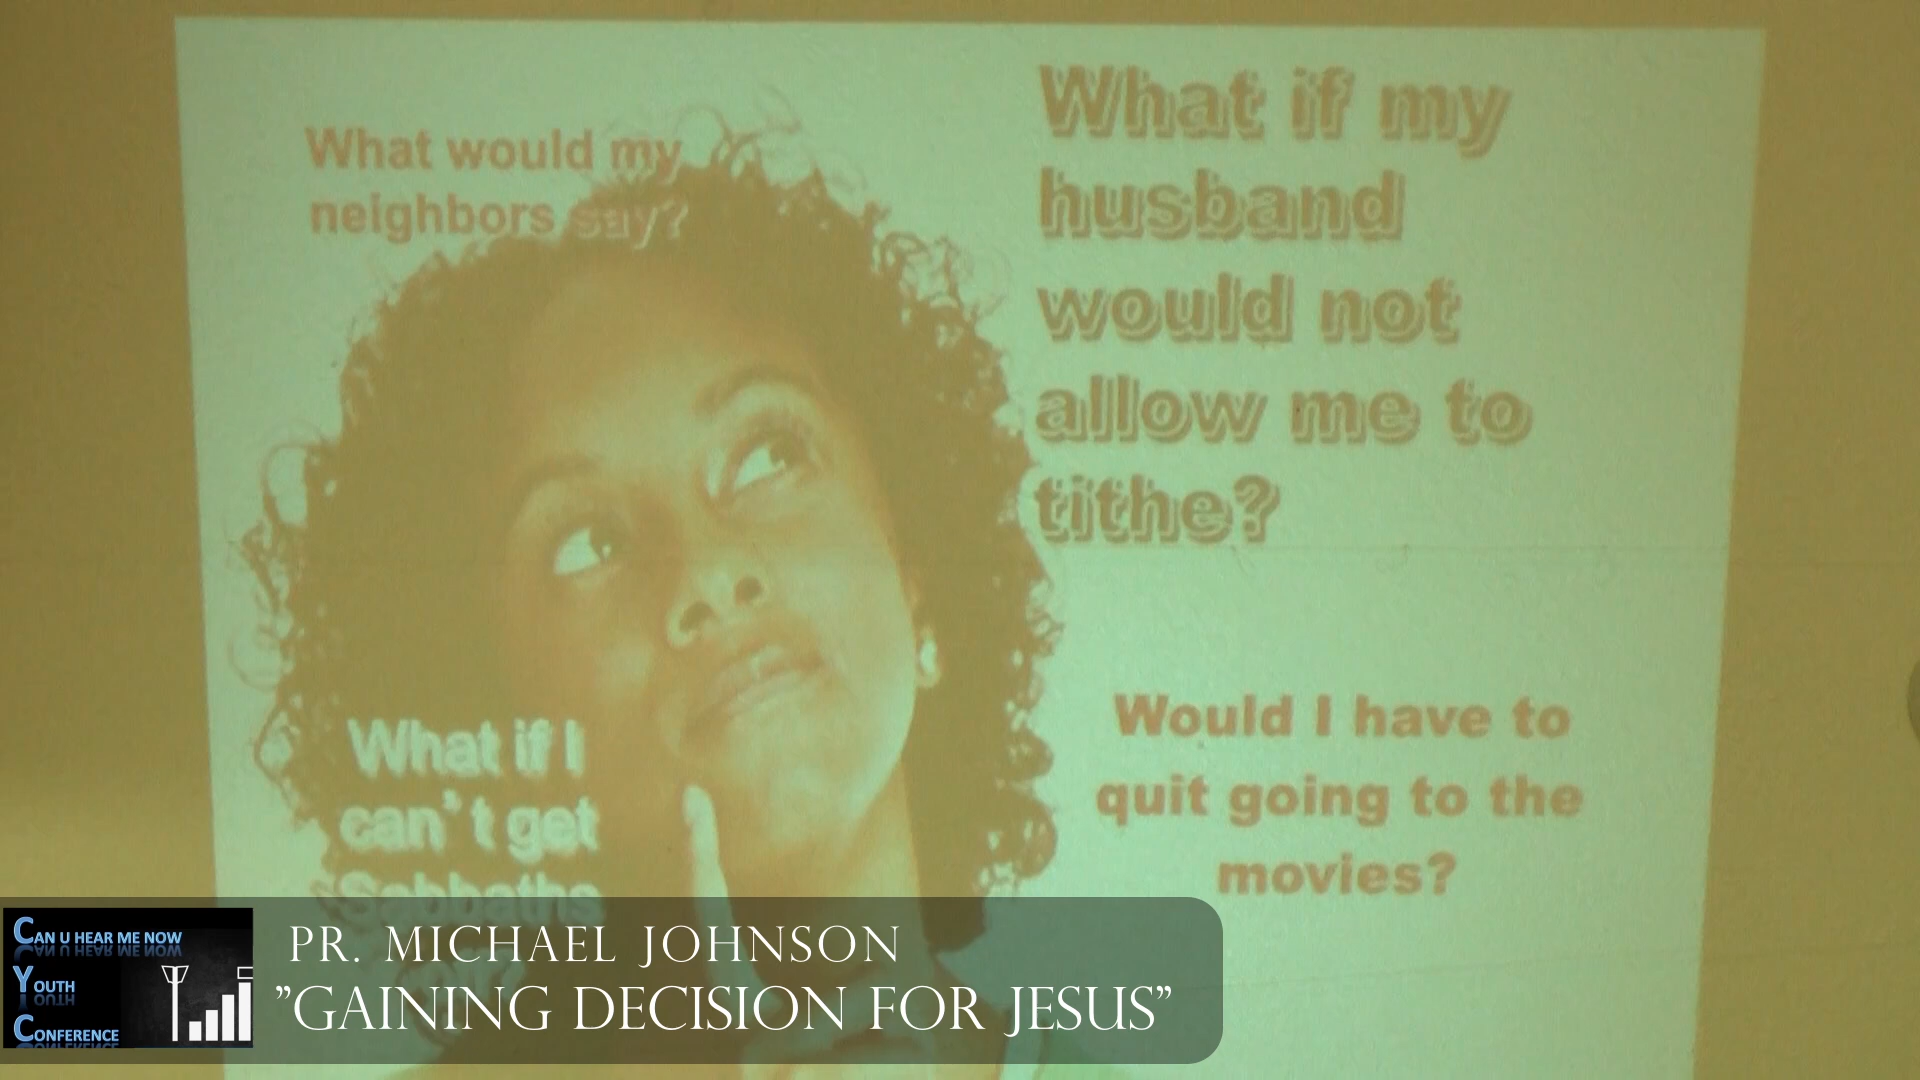 What would my
neighbors say?
What if my
husband
would not
allow me to
tithe?
What if I
can't get
Sabbaths
Would I have to
quit going to the
movies?
CAN U HEAR ME NOW
YOUTH
CONFERENCE
PR. MICHAEL JOHNSON
"GAINING DECISION FOR JESUS"